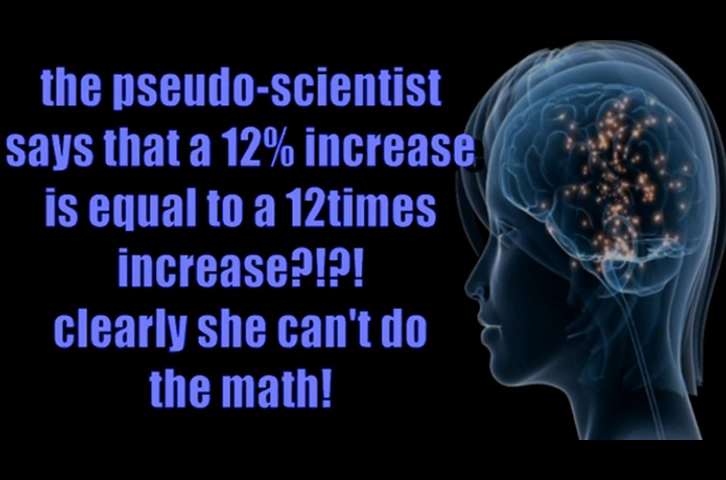 the pseudo-scientist
says that a 12% increase
is equal to a 12times
increase?!?!
clearly she can't do
the math!